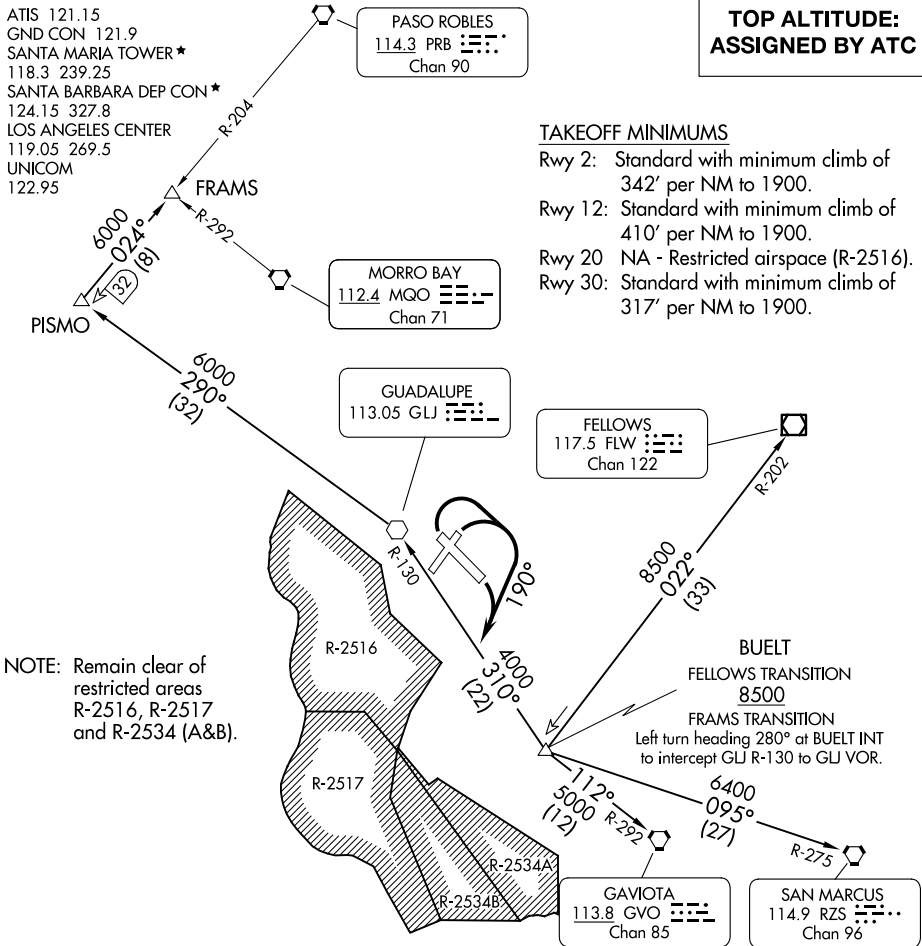 ATIS 121.15
GND CON 121.9
SANTA MARIA TOWER ★
118.3 239.25
SANTA BARBARA DEP CON ★
124.15 327.8
LOS ANGELES CENTER
119.05 269.5
UNICOM
122.95
PASO ROBLES
114.3 PRB
Chan 90
TOP ALTITUDE:
ASSIGNED BY ATC
R-204
TAKEOFF MINIMUMS
Rwy 2: Standard with minimum climb of
342' per NM to 1900.
Rwy 12: Standard with minimum climb of
410' per NM to 1900.
Rwy 20 NA - Restricted airspace (R-2516).
Rwy 30: Standard with minimum climb of
317' per NM to 1900.
FRAMS
R-292
6000
024°
(8)
32
PISMO
MORRO BAY
112.4 MQO
Chan 71
6000
290°
(32)
GUADALUPE
113.05 GLJ
FELLOWS
117.5 FLW
Chan 122
R-202
R-130
190°
8500
022°
(33)
R-2516
4000
310°
(22)
NOTE: Remain clear of
restricted areas
R-2516, R-2517
and R-2534 (A&B).
BUELT
FELLOWS TRANSITION
8500
FRAMS TRANSITION
Left turn heading 280° at BUELT INT
to intercept GLJ R-130 to GLJ VOR.
R-2517
112°
5000
(12)
R-292
6400
095°
(27)
R-275
R-2534A
R-2534B
GAVIOTA
113.8 GVO
Chan 85
SAN MARCUS
114.9 RZS
Chan 96